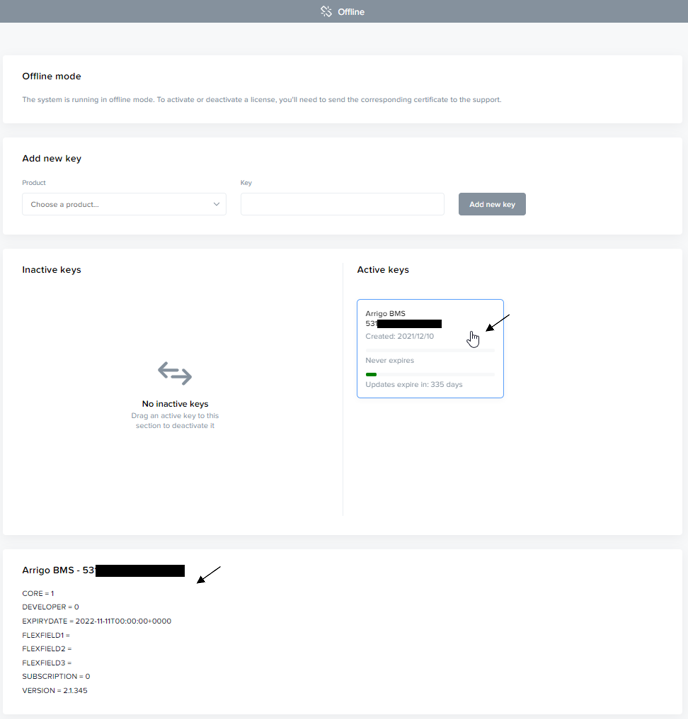 Offline
Offline mode
The system is running in offline mode. To activate or deactivate a license, you'll need to send the corresponding certificate to the support.
Add new key
Product
Key
Choose a product...
Add new key
Inactive keys
Active keys
Arrigo BMS
531
Created: 2021/12/10
Never expires
Updates expire in: 335 days
No inactive keys
Drag an active key to this
section to deactivate it
Arrigo BMS - 53
CORE = 1
DEVELOPER = 0
EXPIRYDATE = 2022-11-11T00:00:00+0000
FLEXFIELD1 =
FLEXFIELD2 =
FLEXFIELD3 =
SUBSCRIPTION = 0
VERSION = 2.1.345